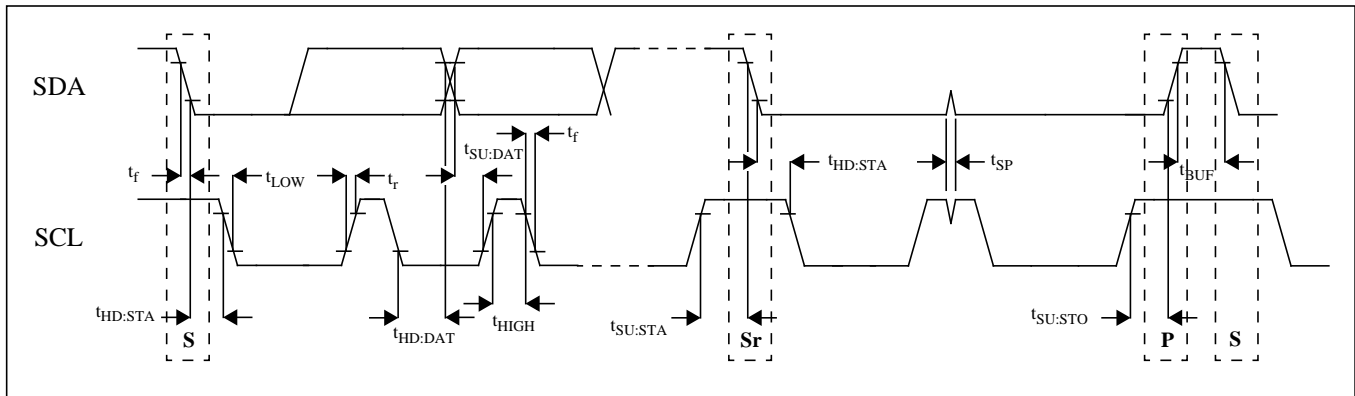 SDA
t_f
t_SU:DAT
t_f
t_LOW
t_r
t_HD:STA
t_SP
t_BUF
SCL
t_HD:STA
t_HD:DAT
t_HIGH
t_SU:STA
t_SU:STO
S
Sr
P
S